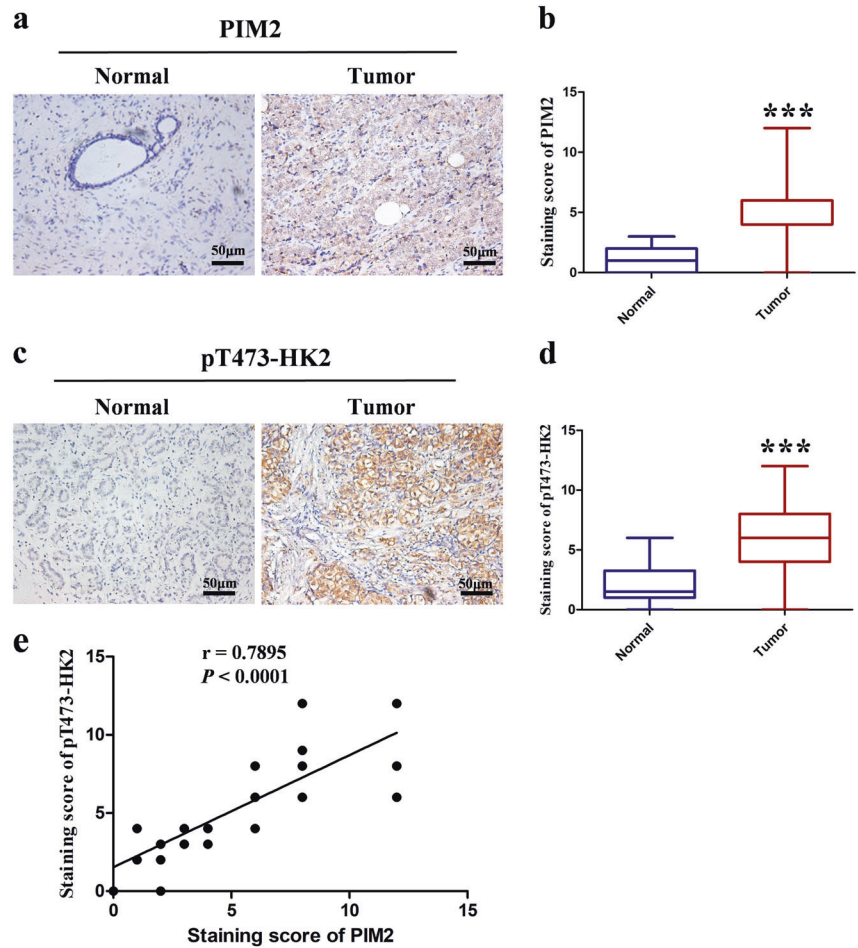 a
PIM2
Normal Tumor
50μm 50μm
b
Staining score of PIM2
15
10
5
0
***
Normal Tumor
c
pT473-HK2
Normal Tumor
50μm 50μm
d
Staining score of pT473-HK2
15
10
5
0
***
Normal Tumor
e
r = 0.7895
P < 0.0001
Staining score of pT473-HK2
15
10
5
0
0 5 10 15
Staining score of PIM2